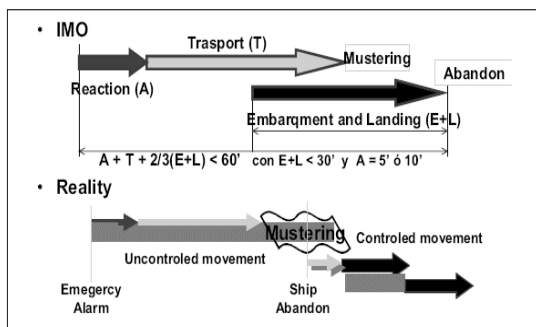 • IMO
Trasport (T)
Mustering
Abandon
Reaction (A)
Embarqment and Landing (E+L)
A + T + 2/3(E+L) < 60' con E+L < 30' y A = 5' ó 10'
• Reality
Mustering
Controled movement
Uncontroled movement
Emegercy
Alarm
Ship
Abandon